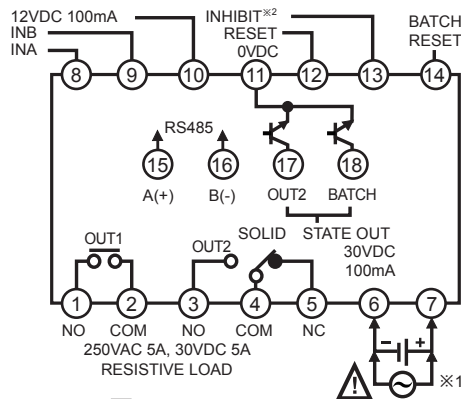 12VDC 100mA
INB
INA
INHIBIT※2
RESET
0VDC
BATCH
RESET
8
9
10
11
12
13
14
RS485
15
16
17
18
A(+)
B(-)
OUT2
BATCH
OUT1
OUT2
SOLID
STATE OUT
30VDC
100mA
1
2
3
4
5
6
7
NO
COM
NO
COM
NC
250VAC 5A, 30VDC 5A
RESISTIVE LOAD
- +
!
※1